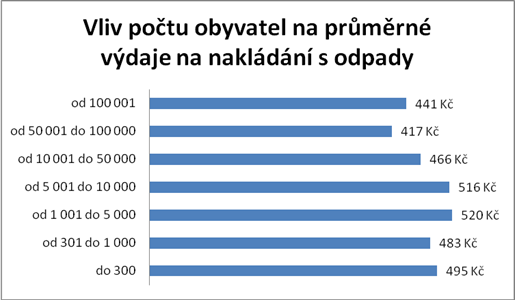 Vliv počtu obyvatel na průměrné
výdaje na nakládání s odpady
od 100 001 441 Kč
od 50 001 do 100 000 417 Kč
od 10 001 do 50 000 466 Kč
od 5 001 do 10 000 516 Kč
od 1 001 do 5 000 520 Kč
od 301 do 1 000 483 Kč
do 300 495 Kč